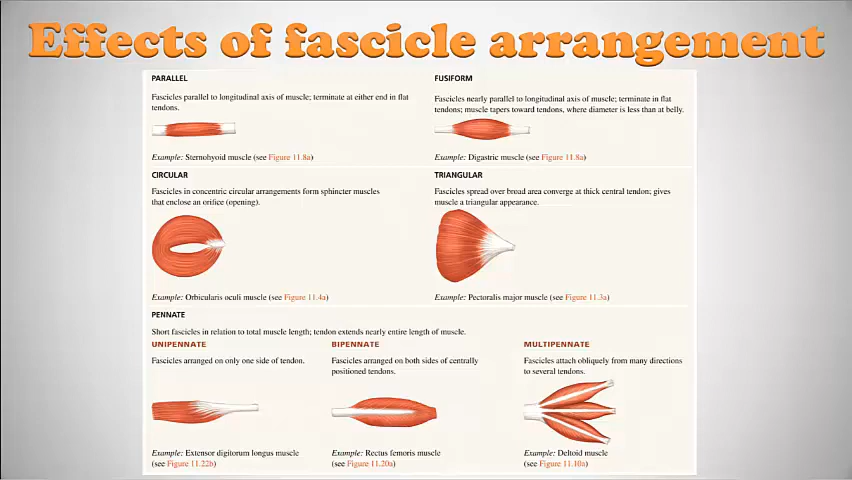 Effects of fascicle arrangement
PARALLEL
Fascicles parallel to longitudinal axis of muscle; terminate at either end in flat
tendons.
Example: Sternohyoid muscle (see Figure 11.8a)
FUSIFORM
Fascicles nearly parallel to longitudinal axis of muscle; terminate in flat
tendons; muscle tapers toward tendons, where diameter is less than at belly.
Example: Digastric muscle (see Figure 11.8a)
CIRCULAR
Fascicles in concentric circular arrangements form sphincter muscles
that enclose an orifice (opening).
Example: Orbicularis oculi muscle (see Figure 11.4a)
TRIANGULAR
Fascicles spread over broad area converge at thick central tendon; gives
muscle a triangular appearance.
Example: Pectoralis major muscle (see Figure 11.3a)
PENNATE
Short fascicles in relation to total muscle length; tendon extends nearly entire length of muscle.
UNIPENNATE
Fascicles arranged on only one side of tendon.
Example: Extensor digitorum longus muscle
(see Figure 11.22b)
BIPENNATE
Fascicles arranged on both sides of centrally
positioned tendons.
Example: Rectus femoris muscle
(see Figure 11.20a)
MULTIPENNATE
Fascicles attach obliquely from many directions
to several tendons.
Example: Deltoid muscle
(see Figure 11.10a)